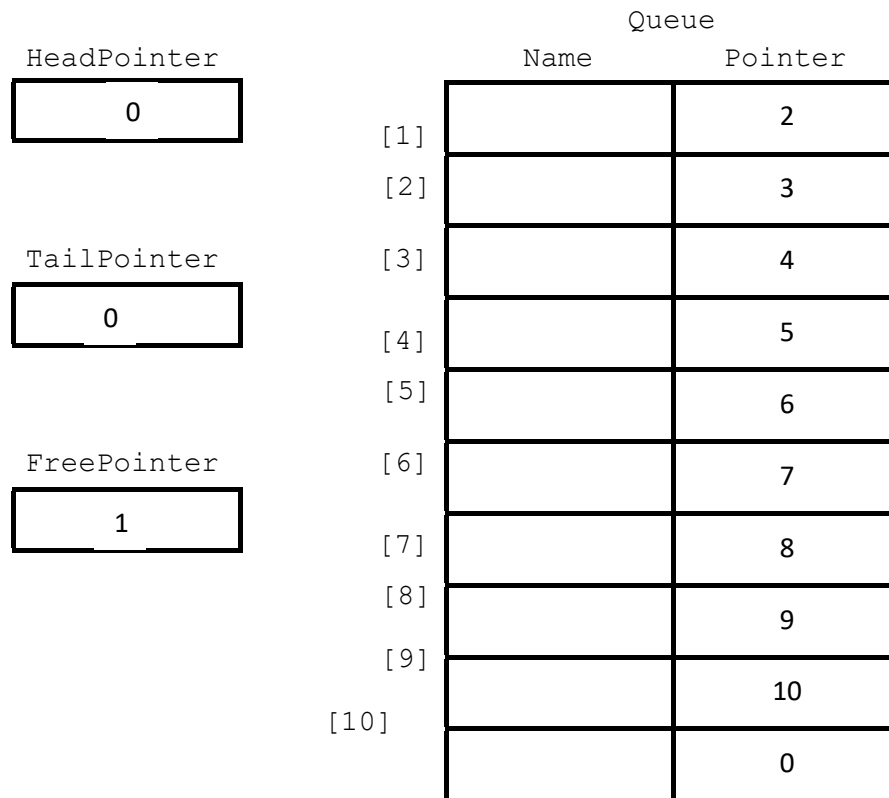 Queue
HeadPointer
Name Pointer
0
[1] 2
[2] 3
TailPointer
[3] 4
0
[4] 5
[5] 6
FreePointer
[6] 7
1
[7] 8
[8] 9
[9] 10
[10] 0